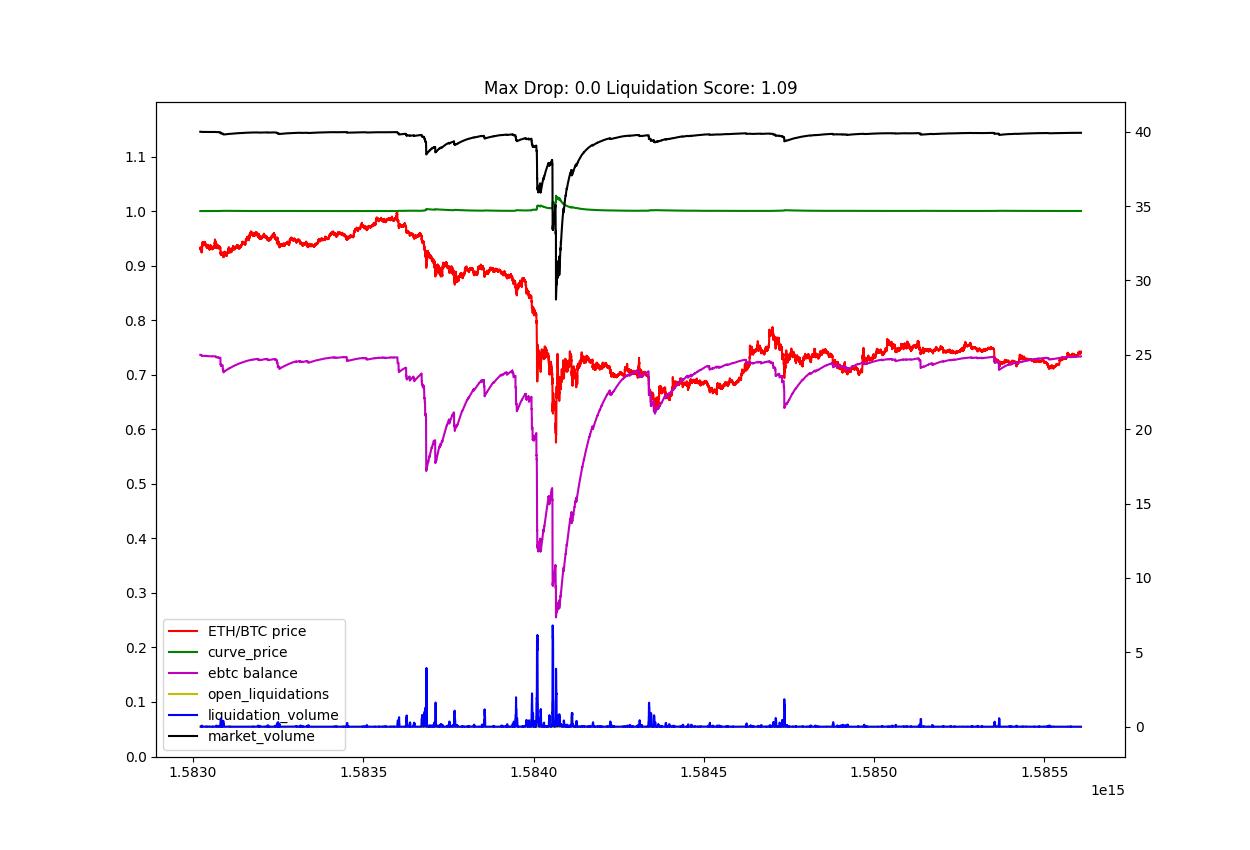 Max Drop: 0.0 Liquidation Score: 1.09
1.1
1.0
0.9
0.8
0.7
0.6
0.5
0.4
0.3
0.2
0.1
0.0
40
35
30
25
20
15
10
5
0
ETH/BTC price
curve_price
ebtc balance
open_liquidations
liquidation_volume
market_volume
1.5830 1.5835 1.5840 1.5845 1.5850 1.5855
1e15